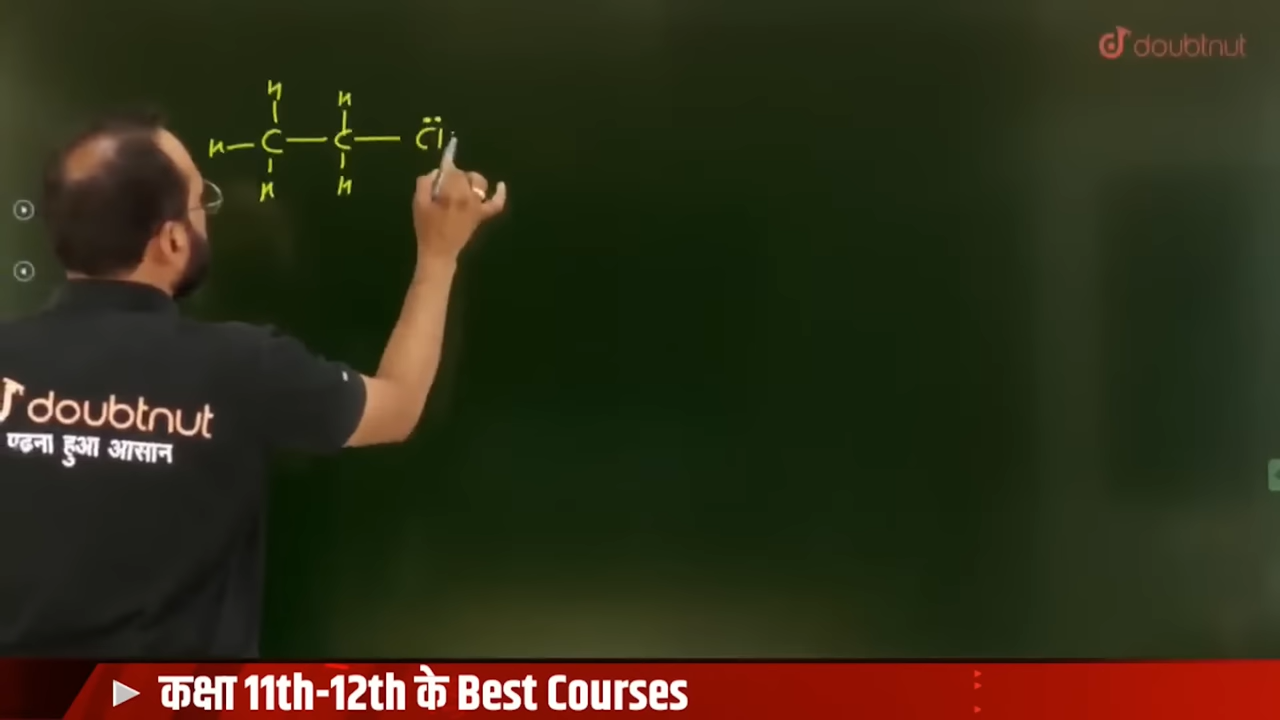 doubtnut
H H
H—C—C—Cl
H H
doubtnut
पढ़ना हुआ आसान
कक्षा 11th-12th के Best Courses